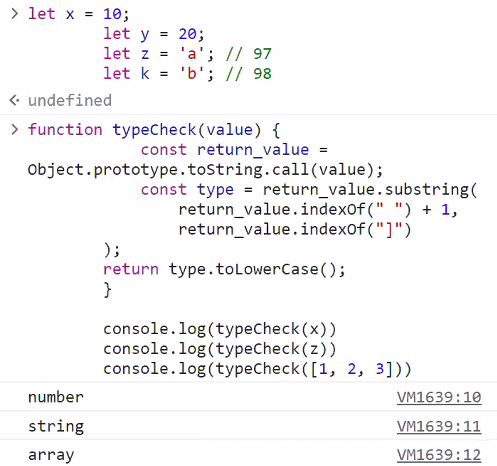 let x = 10;
let y = 20;
let z = 'a'; // 97
let k = 'b'; // 98
undefined
function typeCheck(value) {
const return_value =
Object.prototype.toString.call(value);
const type = return_value.substring(
return_value.indexOf(" ") + 1,
return_value.indexOf("]")
);
return type.toLowerCase();
}
console.log(typeCheck(x))
console.log(typeCheck(z))
console.log(typeCheck([1, 2, 3]))
number VM1639:10
string VM1639:11
array VM1639:12